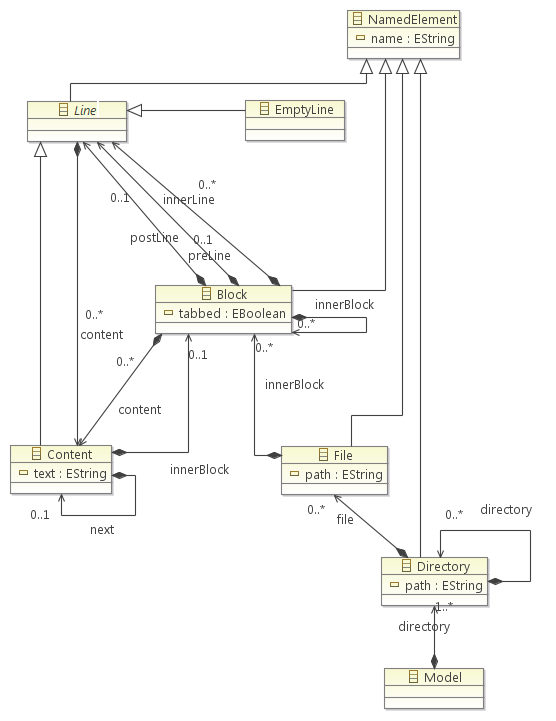 NamedElement
name : EString
Line
EmptyLine
0..*
0..1
innerLine
postLine
0..1
preLine
Block
tabbed : EBoolean
innerBlock
0..*
0..*
content
0..*
0..1
0..*
innerBlock
content
Content
text : EString
innerBlock
File
path : EString
0..1
next
0..*
file
0..*
directory
Directory
path : EString
1..*
directory
Model